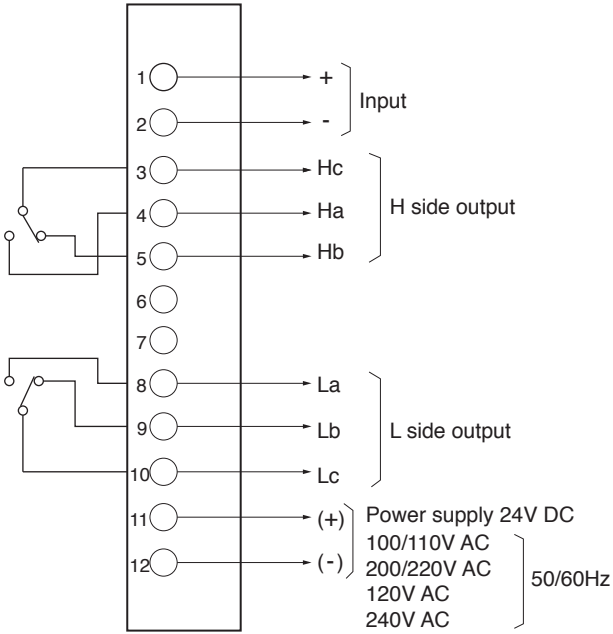 1 +
Input
2 -
3 Hc
4 Ha
H side output
5 Hb
6
7
8 La
9 Lb
L side output
10 Lc
11 (+) Power supply 24V DC
100/110V AC
12 (-) 200/220V AC
50/60Hz
120V AC
240V AC